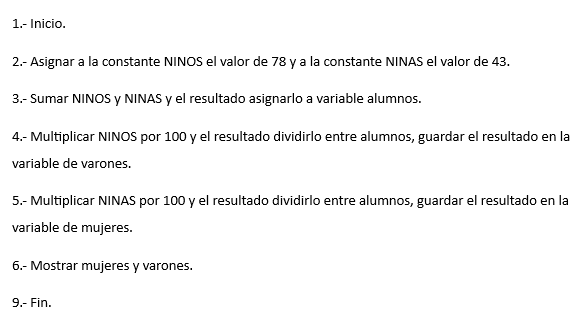 1.- Inicio.
2.- Asignar a la constante NINOS el valor de 78 y a la constante NINAS el valor de 43.
3.- Sumar NINOS y NINAS y el resultado asignarlo a variable alumnos.
4.- Multiplicar NINOS por 100 y el resultado dividirlo entre alumnos, guardar el resultado en la
variable de varones.
5.- Multiplicar NINAS por 100 y el resultado dividirlo entre alumnos, guardar el resultado en la
variable de mujeres.
6.- Mostrar mujeres y varones.
9.- Fin.